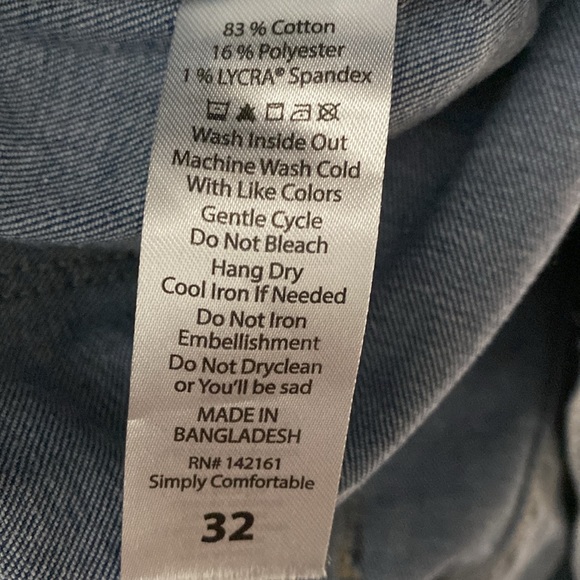 83 % Cotton
16 % Polyester
1 % LYCRA® Spandex
Wash Inside Out
Machine Wash Cold
With Like Colors
Gentle Cycle
Do Not Bleach
Hang Dry
Cool Iron If Needed
Do Not Iron
Embellishment
Do Not Dryclean
or You'll be sad
MADE IN
BANGLADESH
RN# 142161
Simply Comfortable
32